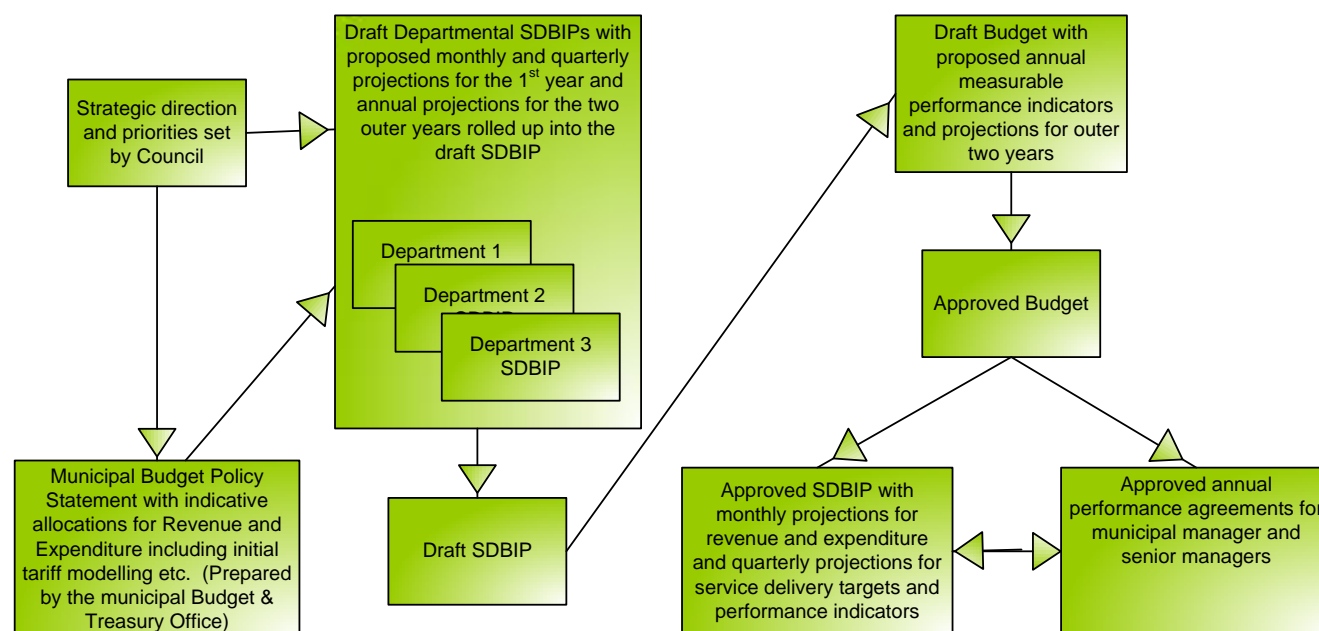 Strategic direction
and priorities set
by Council
Municipal Budget Policy
Statement with indicative
allocations for Revenue and
Expenditure including initial
tariff modelling etc. (Prepared
by the municipal Budget &
Treasury Office)
Draft Departmental SDBIPs with
proposed monthly and quarterly
projections for the 1st year and
annual projections for the two
outer years rolled up into the
draft SDBIP
Department 1
Department 2
SDBIP
Department 3
SDBIP
Draft SDBIP
Draft Budget with
proposed annual
measurable
performance indicators
and projections for outer
two years
Approved Budget
Approved SDBIP with
monthly projections for
revenue and expenditure
and quarterly projections for
service delivery targets and
performance indicators
Approved annual
performance agreements for
municipal manager and
senior managers